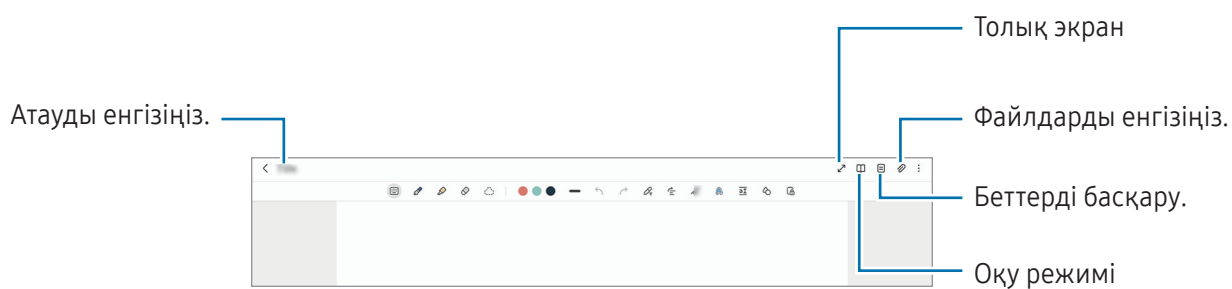 Толық экран
Атауды енгізіңіз.
Файлдарды енгізіңіз.
Беттерді басқару.
Оқу режимі